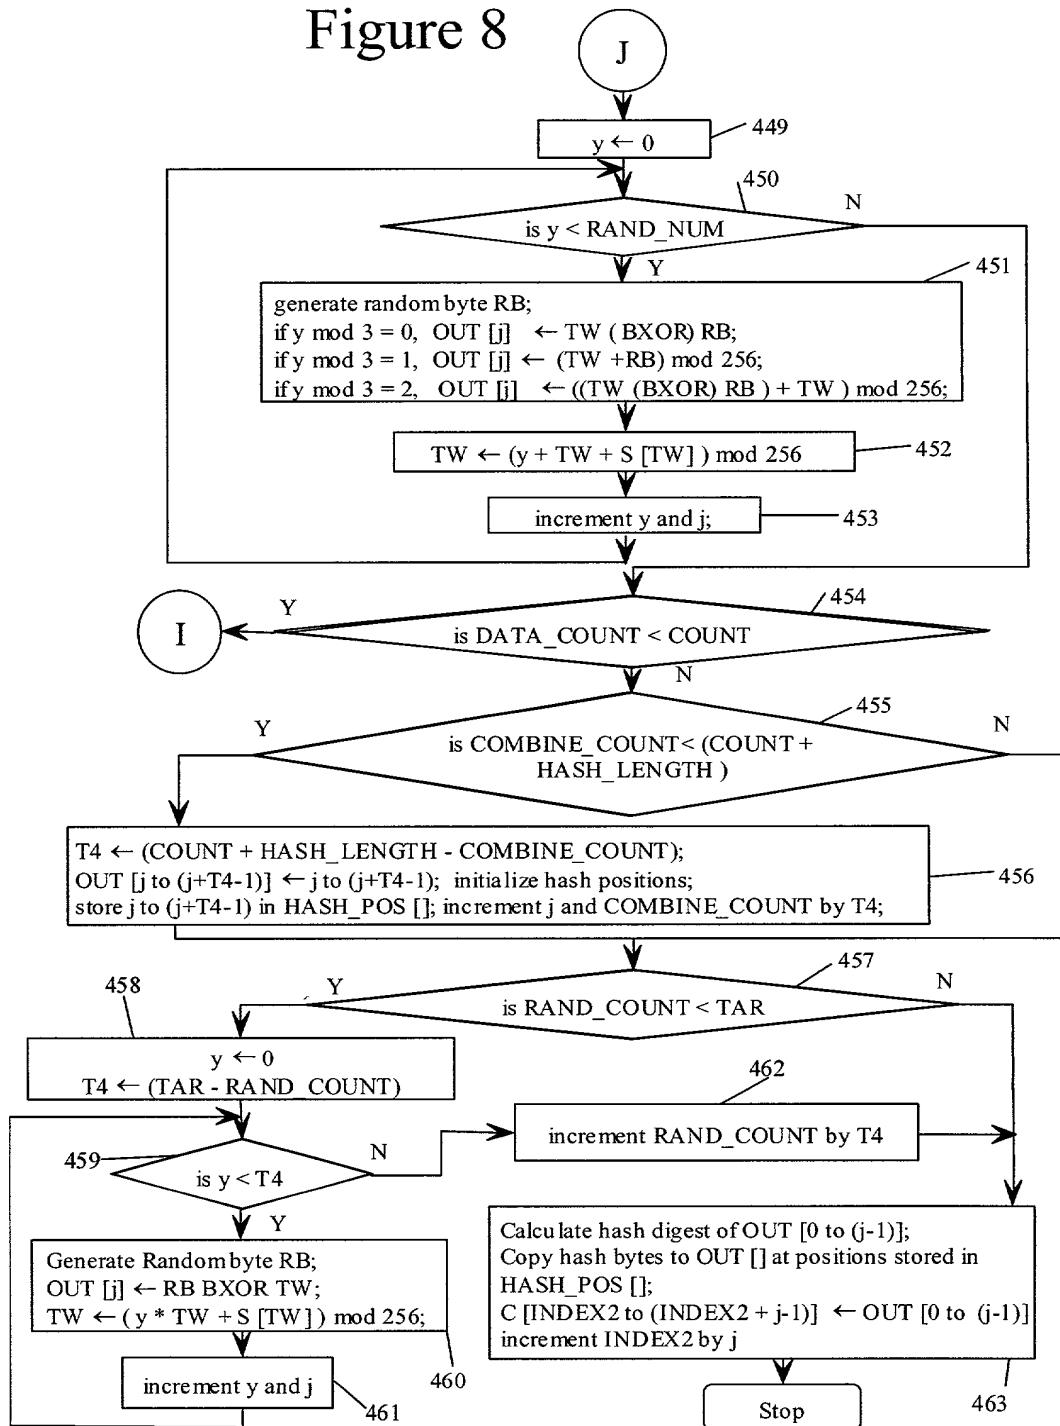 Figure 8
J
449
y ← 0
450
N
is y < RAND_NUM
Y
451
generate random byte RB;
if y mod 3 = 0, OUT [j] ← TW (BXOR) RB;
if y mod 3 = 1, OUT [j] ← (TW +RB) mod 256;
if y mod 3 = 2, OUT [j] ← ((TW (BXOR) RB ) + TW ) mod 256;
TW ← (y + TW + S [TW] ) mod 256
452
increment y and j;
453
454
Y
I
is DATA_COUNT < COUNT
N
455
Y
N
is COMBINE_COUNT< (COUNT +
HASH_LENGTH )
T4 ← (COUNT + HASH_LENGTH - COMBINE_COUNT);
OUT [j to (j+T4-1)] ← j to (j+T4-1); initialize hash positions;
store j to (j+T4-1) in HASH_POS []; increment j and COMBINE_COUNT by T4;
456
457
458
Y
N
is RAND_COUNT < TAR
y ← 0
T4 ← (TAR - RAND_COUNT)
462
increment RAND_COUNT by T4
459
N
is y < T4
Y
Generate Random byte RB;
OUT [j] ← RB BXOR TW;
TW ← ( y * TW + S [TW] ) mod 256;
460
increment y and j
461
Calculate hash digest of OUT [0 to (j-1)];
Copy hash bytes to OUT [] at positions stored in
HASH_POS [];
C [INDEX2 to (INDEX2 + j-1)] ← OUT [0 to (j-1)]
increment INDEX2 by j
463
Stop